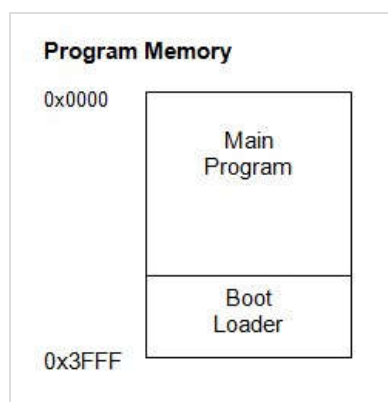 Program Memory
0x0000
Main
Program
Boot
Loader
0x3FFF